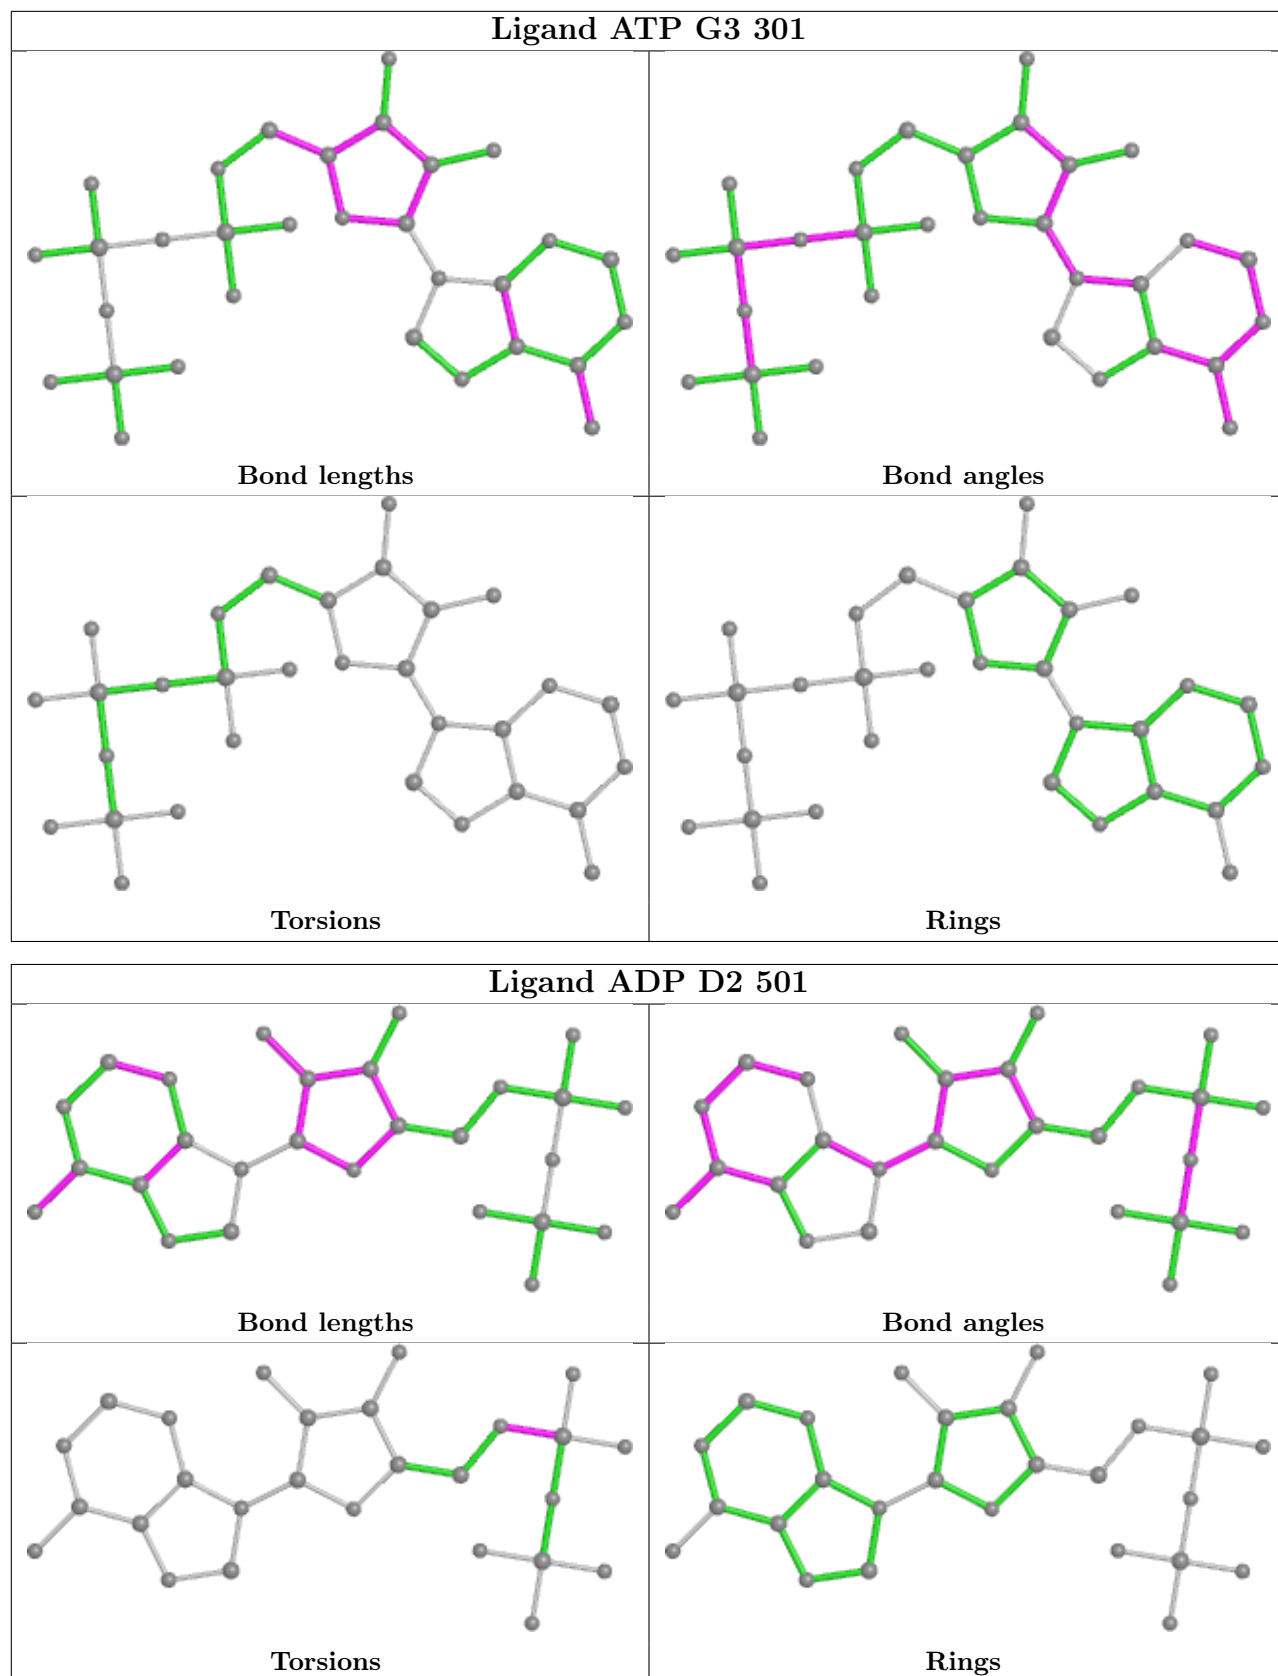 Ligand ATP G3 301
Bond lengths
Bond angles
Torsions
Rings
Ligand ADP D2 501
Bond lengths
Bond angles
Torsions
Rings